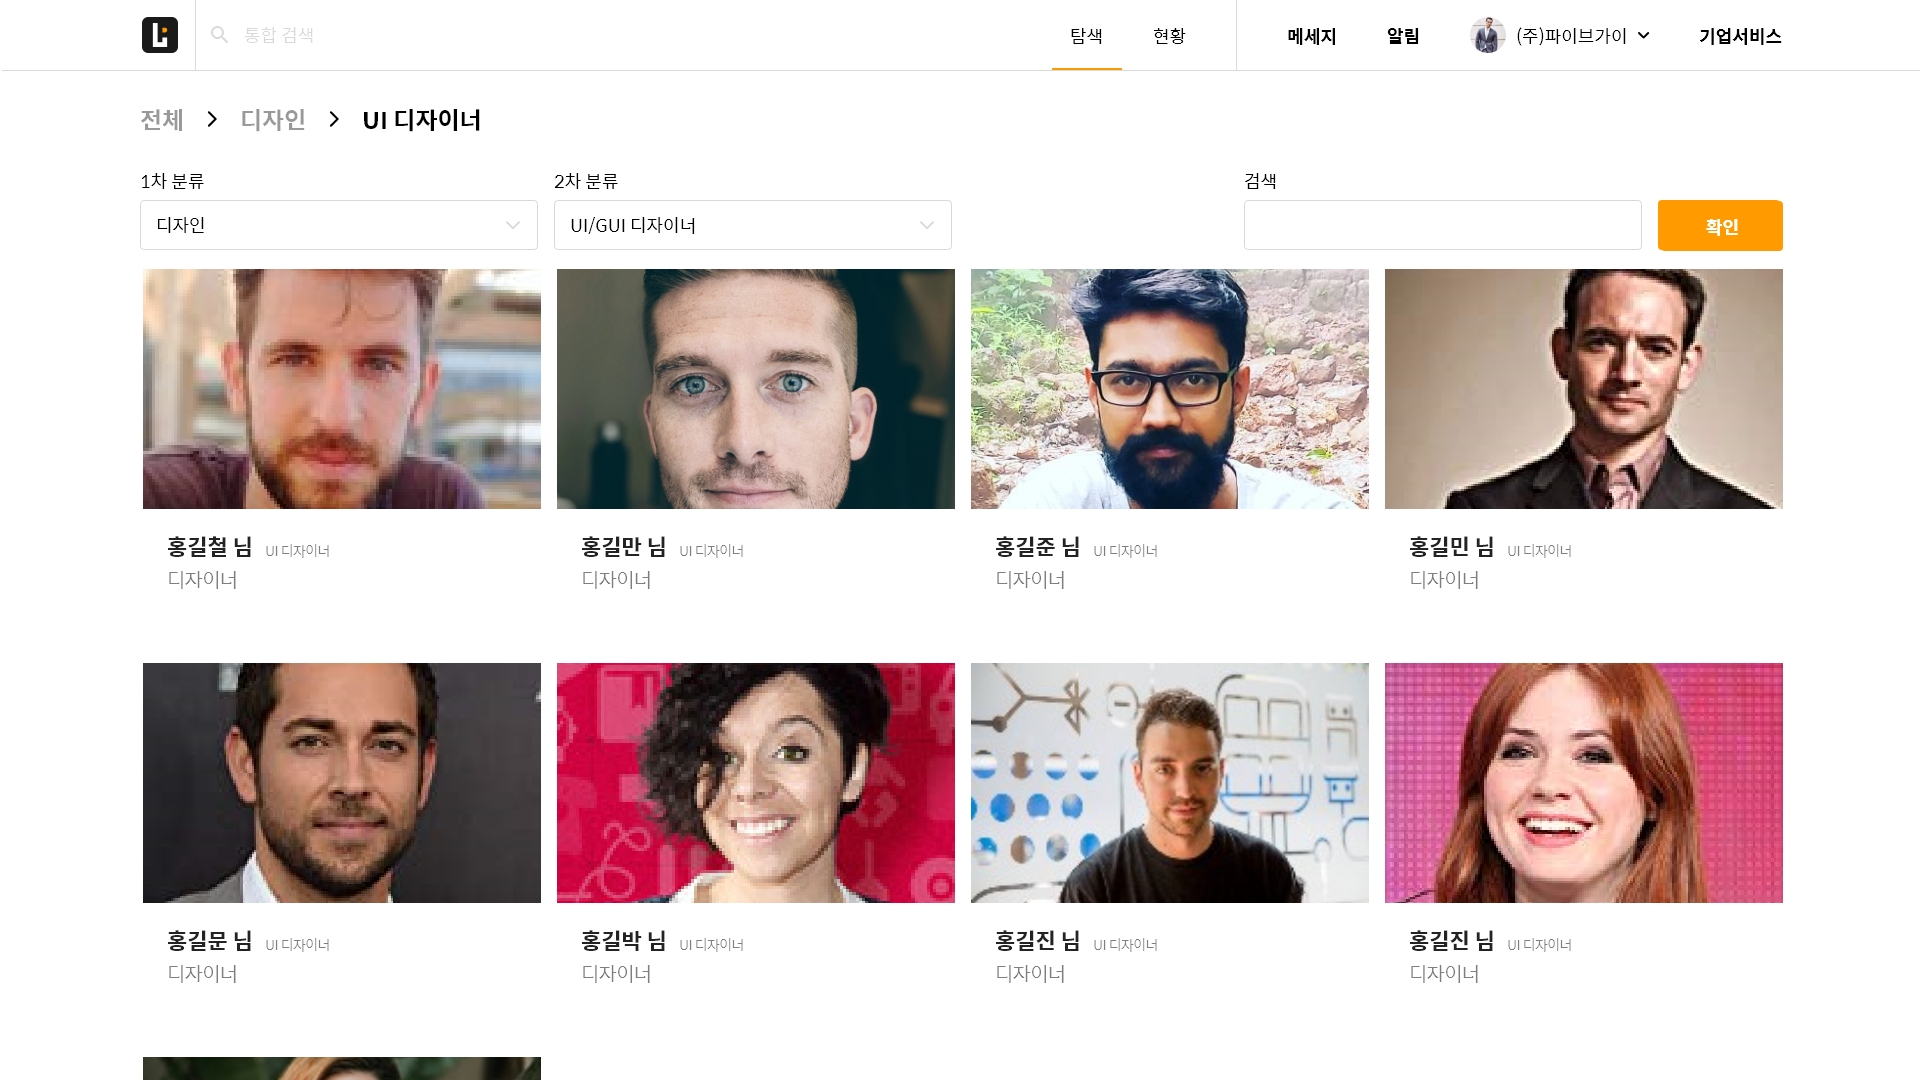 통합 검색
탐색
현황
메세지
알림
(주)파이브가이
기업서비스
전체 > 디자인 > UI 디자이너
1차 분류
2차 분류
검색
디자인
UI/GUI 디자이너
확인
홍길철 님 UI 디자이너
디자이너
홍길만 님 UI 디자이너
디자이너
홍길준 님 UI 디자이너
디자이너
홍길민 님 UI 디자이너
디자이너
홍길문 님 UI 디자이너
디자이너
홍길박 님 UI 디자이너
디자이너
홍길진 님 UI 디자이너
디자이너
홍길진 님 UI 디자이너
디자이너